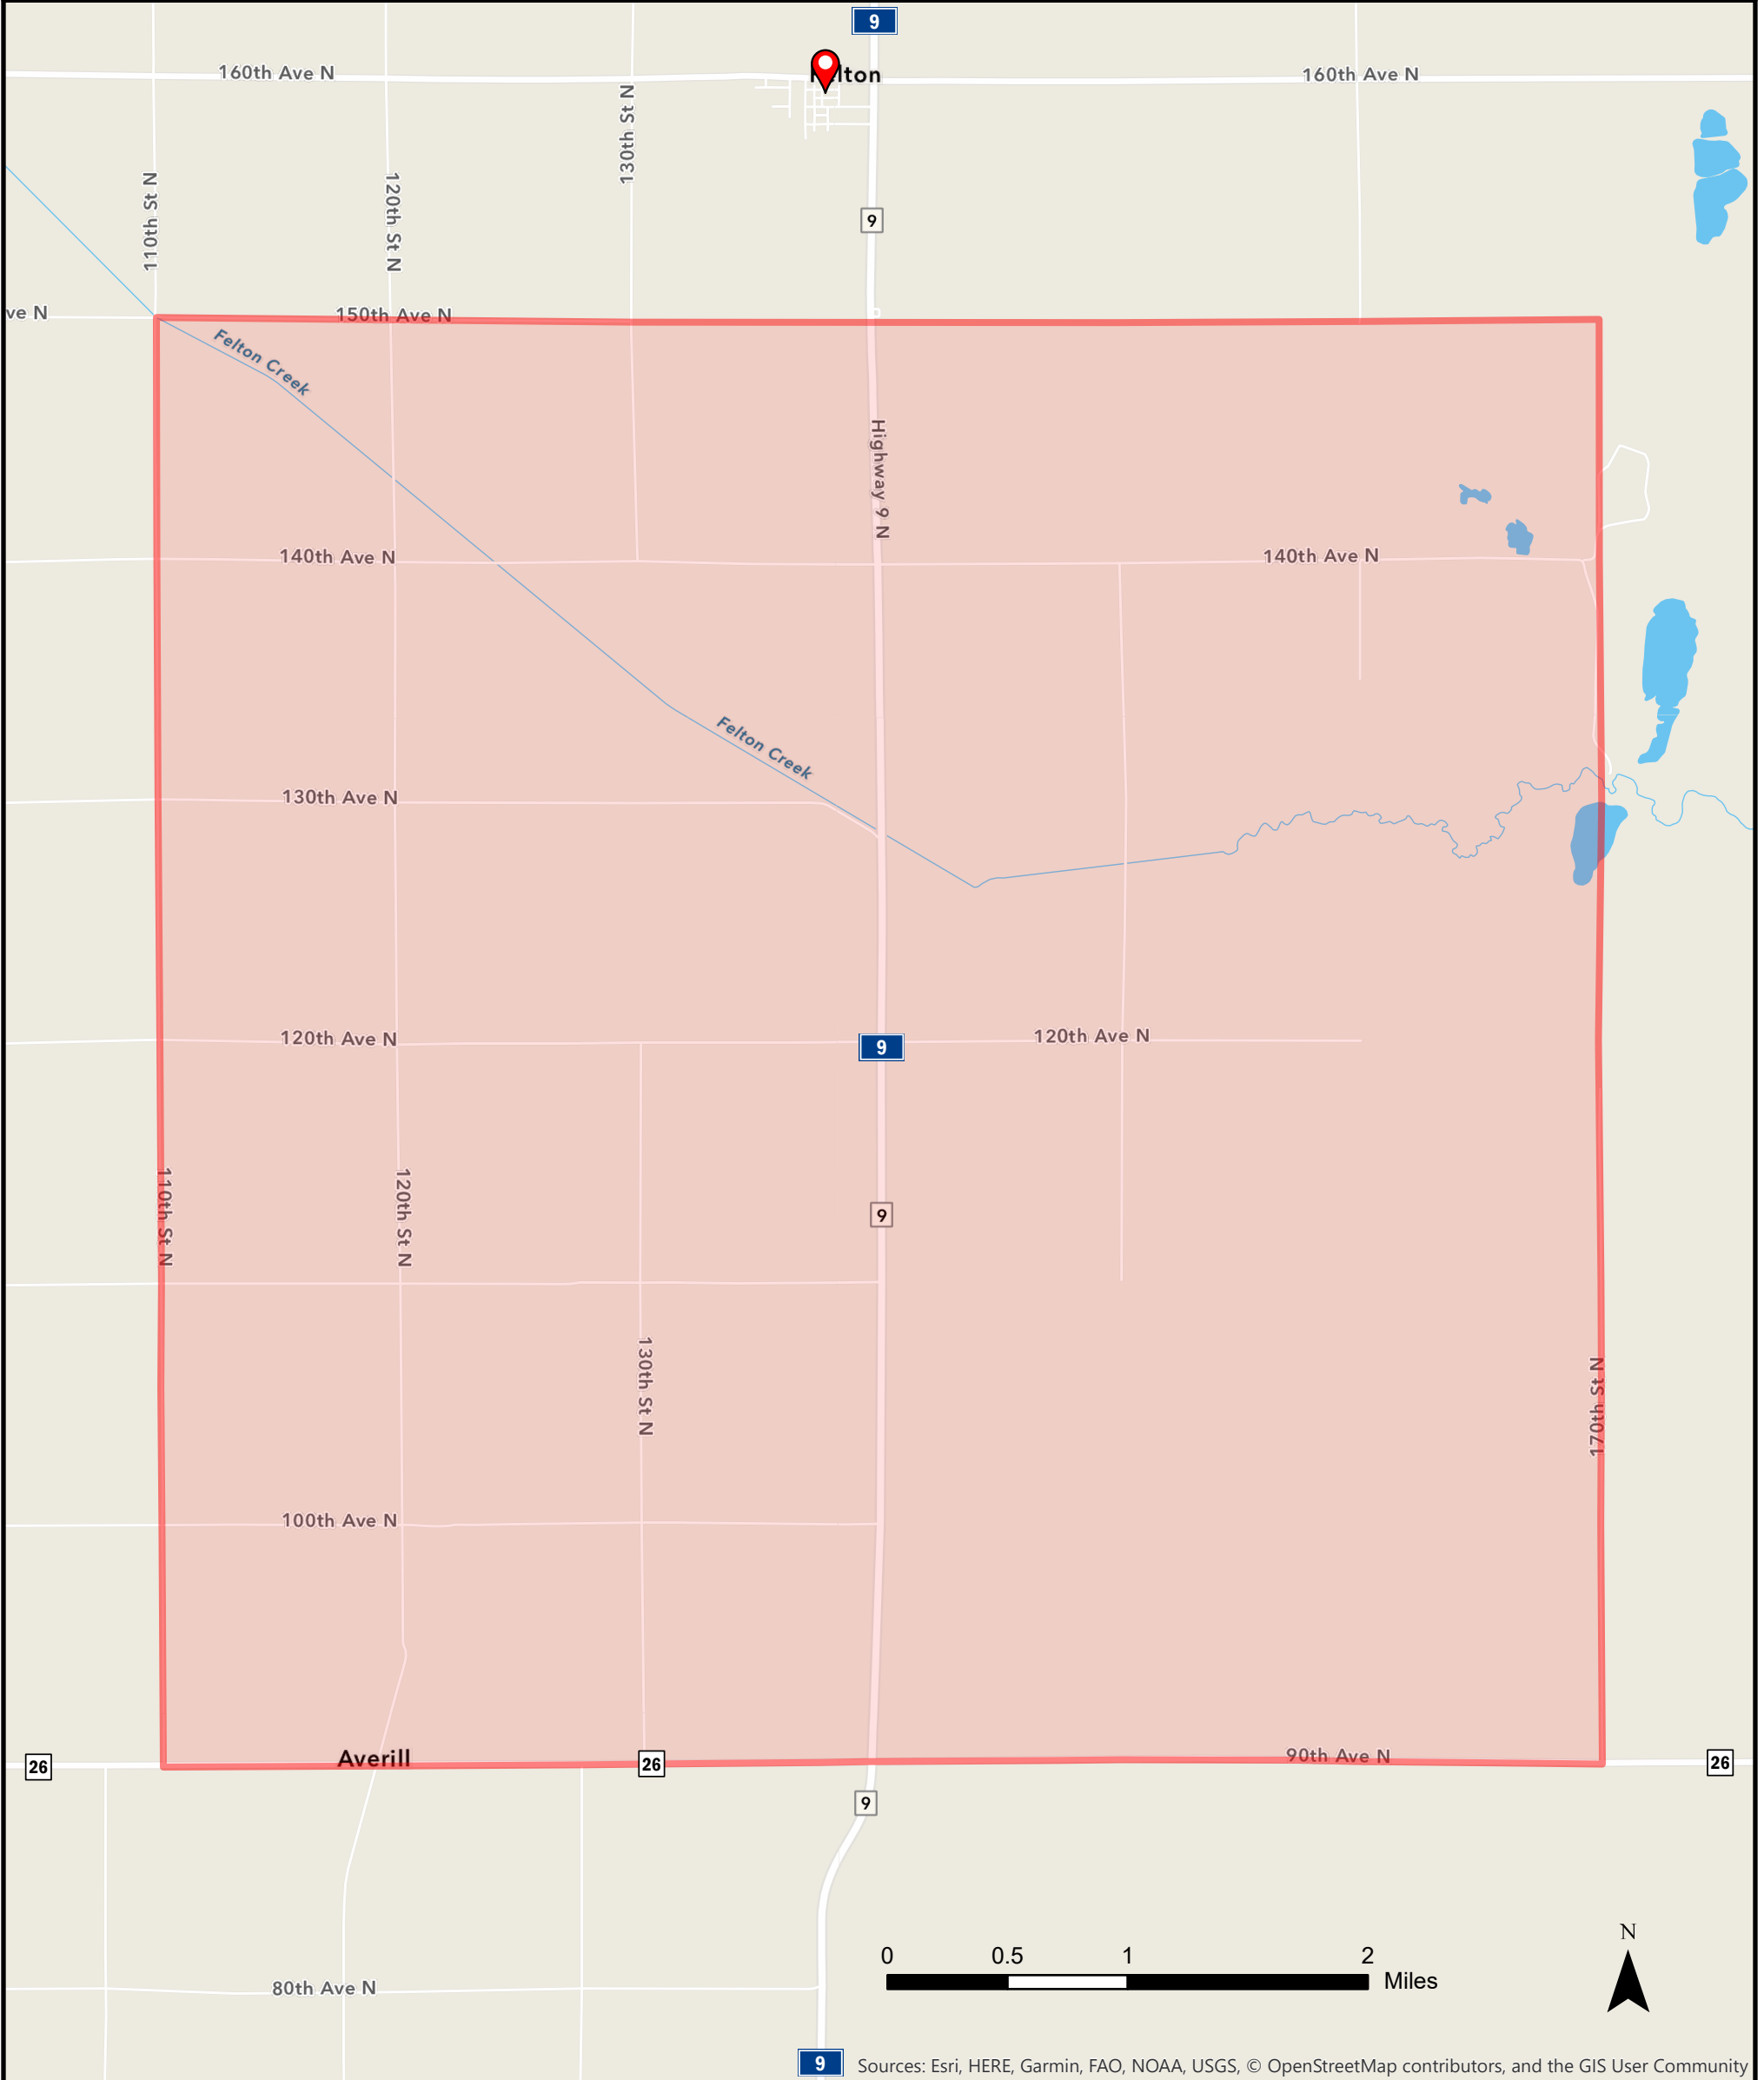 9
160th Ave N
Felton
160th Ave N
130th St N
110th St N
120th St N
9
ve N
150th Ave N
Felton Creek
Highway 9 N
140th Ave N
140th Ave N
Felton Creek
130th Ave N
120th Ave N
9
120th Ave N
110th St N
120th St N
9
130th St N
170th St N
100th Ave N
26
Averill
26
90th Ave N
26
9
N
0 0.5 1 2
Miles
80th Ave N
9
Sources: Esri, HERE, Garmin, FAO, NOAA, USGS, © OpenStreetMap contributors, and the GIS User Community